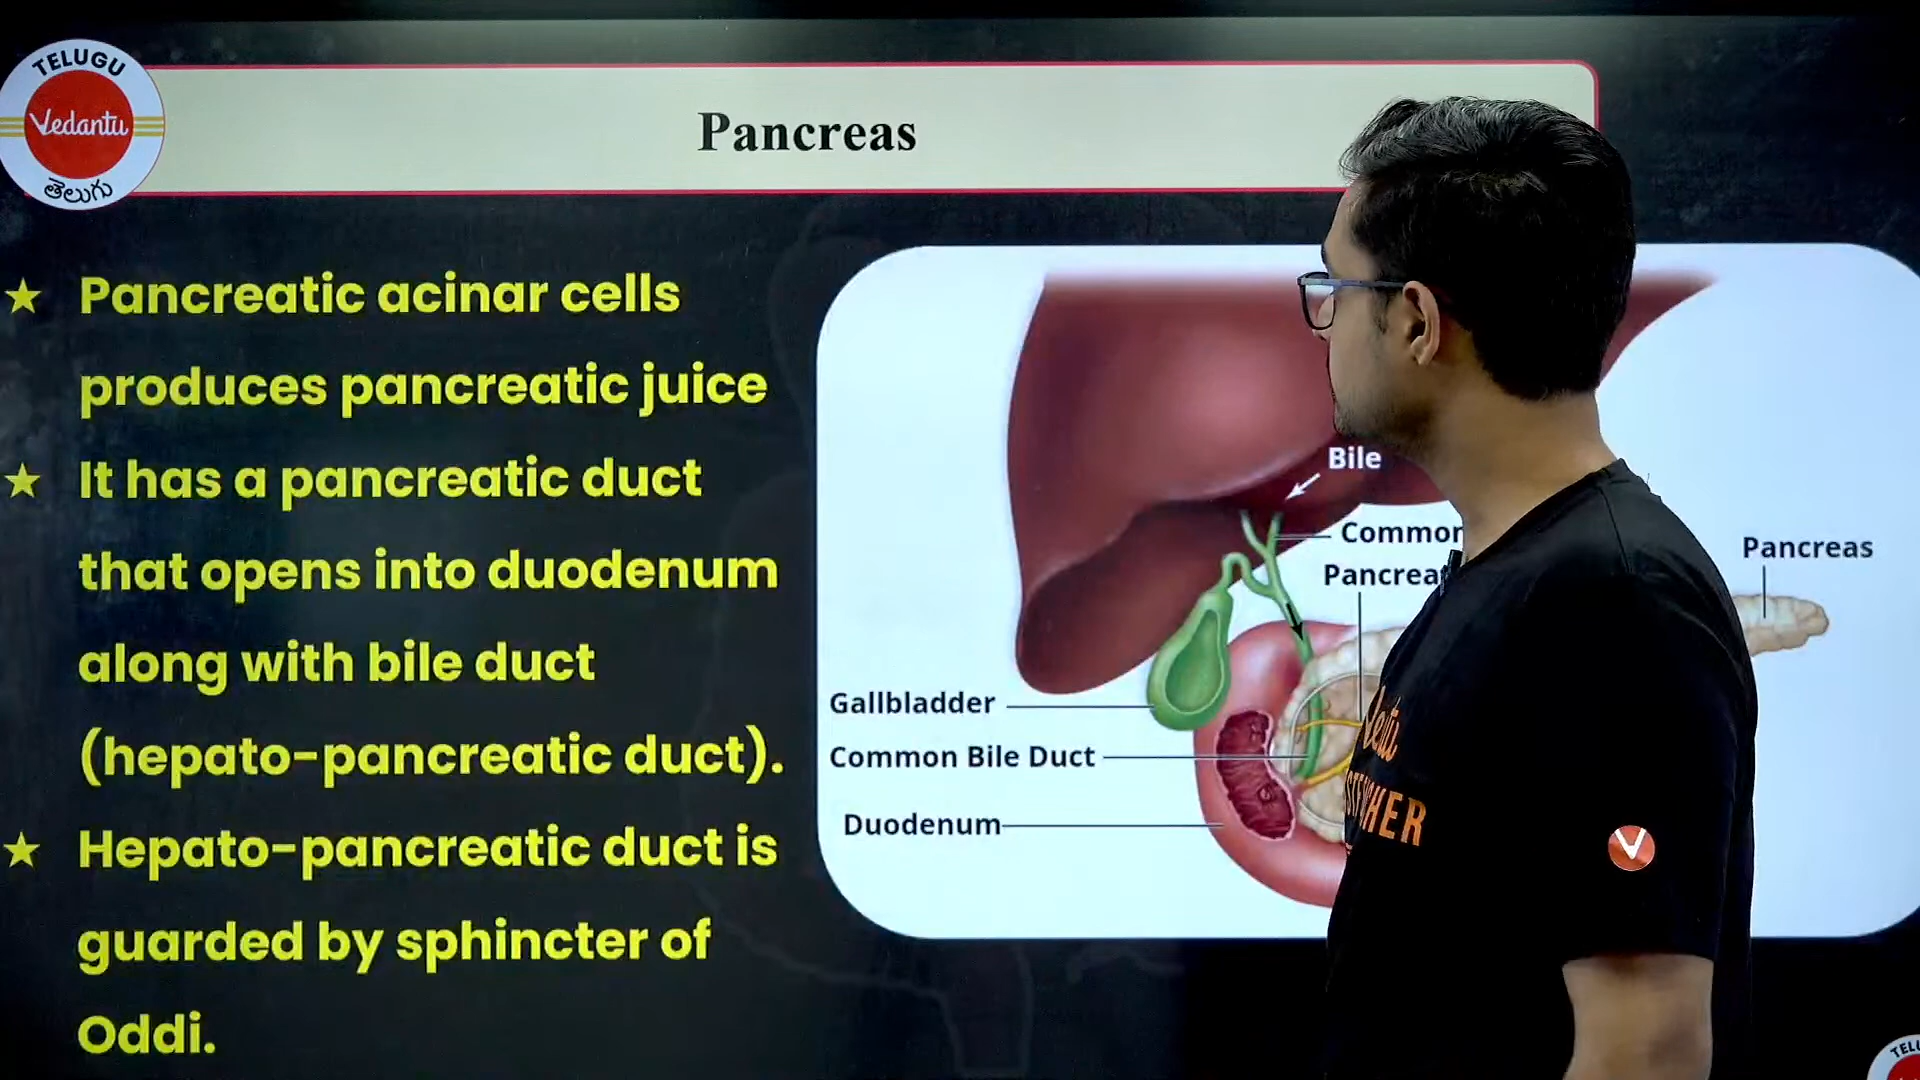 TELUGU
Vedantu
తెలుగు
Pancreas
★ Pancreatic acinar cells
produces pancreatic juice
★ It has a pancreatic duct
that opens into duodenum
along with bile duct
(hepato-pancreatic duct).
★ Hepato-pancreatic duct is
guarded by sphincter of
Oddi.
Bile
Common
Pancreas
Gallbladder
Common Bile Duct
Duodenum
V